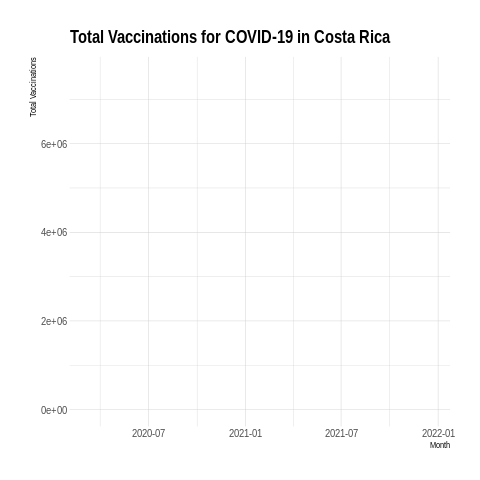 Total Vaccinations for COVID-19 in Costa Rica
Total Vaccinations
6e+06
4e+06
2e+06
0e+00
2020-07
2021-01
2021-07
2022-01
Month